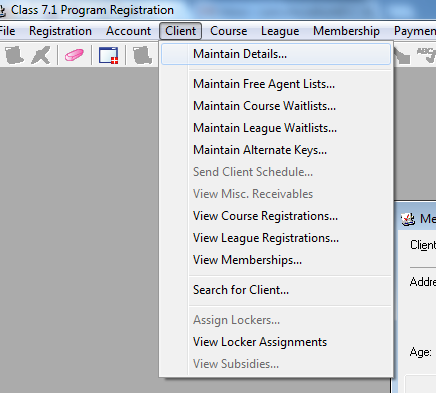 Class 7.1 Program Registration
File Registration Account Client Course League Membership Paymen
Maintain Details...
Maintain Free Agent Lists...
Maintain Course Waitlists...
Maintain League Waitlists...
Maintain Alternate Keys...
Send Client Schedule...
View Misc. Receivables
View Course Registrations...
View League Registrations...
View Memberships...
Search for Client...
Assign Lockers...
View Locker Assignments
View Subsidies...
Me
Client
Addre
Age: